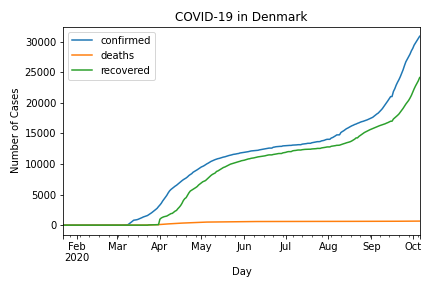 COVID-19 in Denmark
confirmed
deaths
recovered
Number of Cases
30000
25000
20000
15000
10000
5000
0
Feb Mar Apr May Jun Jul Aug Sep Oct
2020
Day